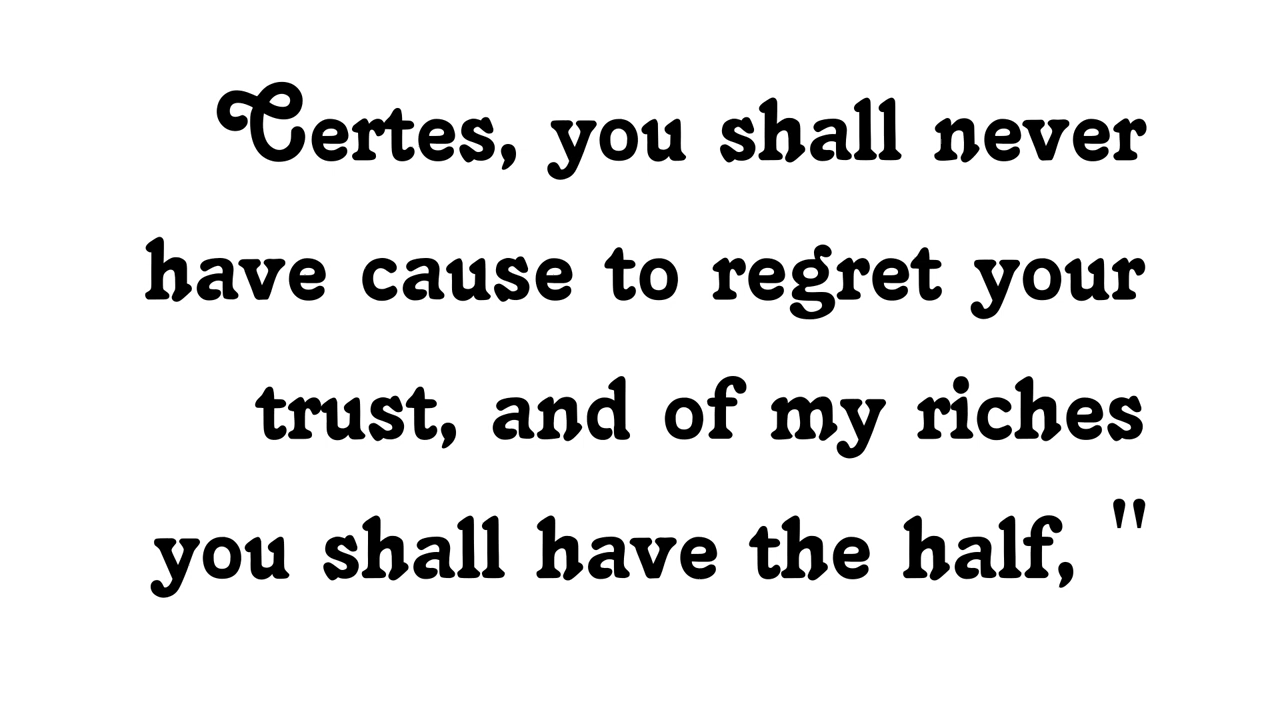 Certes, you shall never
have cause to regret your
trust, and of my riches
you shall have the half, "